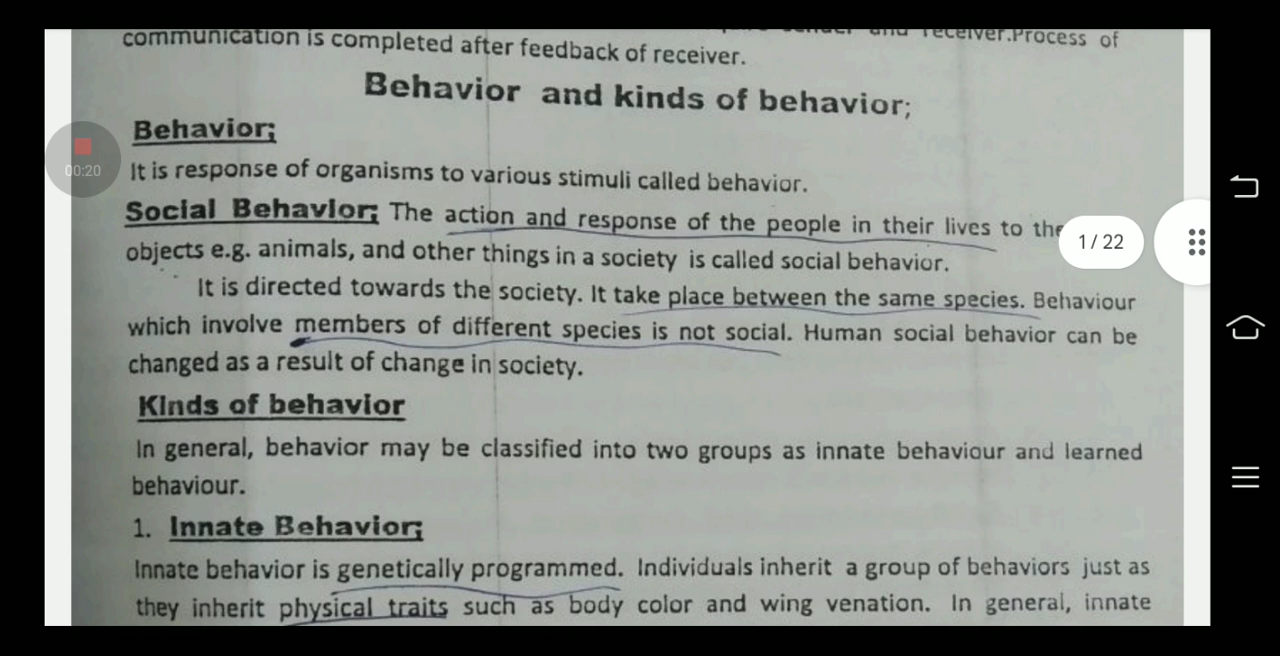 communication is completed after feedback of receiver.
and receiver.Process of
Behavior and kinds of behavior;
Behavior;
It is response of organisms to various stimuli called behavior.
Social Behavior; The action and response of the people in their lives to the
objects e.g. animals, and other things in a society is called social behavior.
It is directed towards the society. It take place between the same species. Behaviour
which involve members of different species is not social. Human social behavior can be
changed as a result of change in society.
Kinds of behavior
In general, behavior may be classified into two groups as innate behaviour and learned
behaviour.
1. Innate Behavior;
Innate behavior is genetically programmed. Individuals inherit a group of behaviors just as
they inherit physical traits such as body color and wing venation. In general, innate
00:20
1 / 22